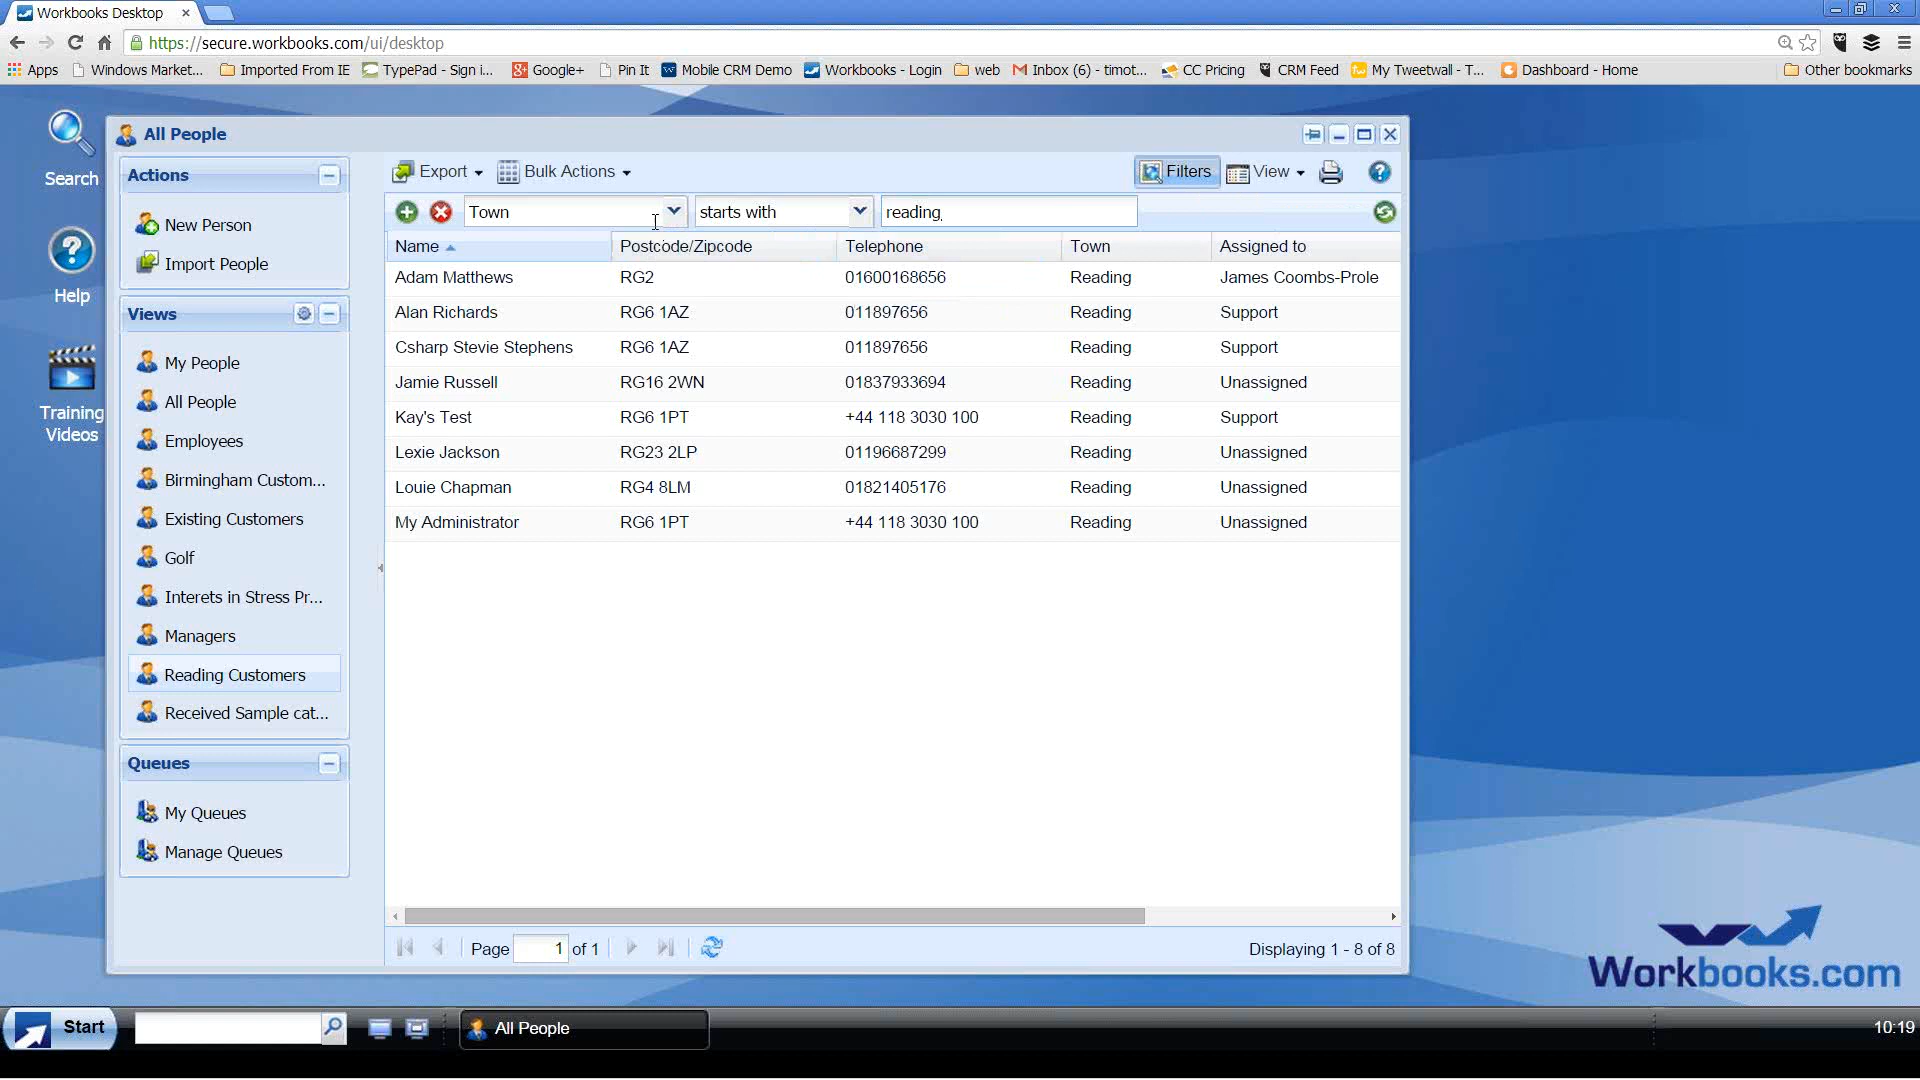 Workbooks Desktop
https://secure.workbooks.com/ui/desktop
Apps Windows Market... Imported From IE TypePad - Sign i... Google+ Pin It Mobile CRM Demo Workbooks - Login web Inbox (6) - timot... CC Pricing CRM Feed My Tweetwall - T... Dashboard - Home Other bookmarks
Search
Help
Training
Videos
All People
Actions
New Person
Import People
Views
My People
All People
Employees
Birmingham Custom...
Existing Customers
Golf
Interets in Stress Pr...
Managers
Reading Customers
Received Sample cat...
Queues
My Queues
Manage Queues
Export Bulk Actions Filters View
Town starts with reading
Name Postcode/Zipcode Telephone Town Assigned to
Adam Matthews RG2 01600168656 Reading James Coombs-Prole
Alan Richards RG6 1AZ 011897656 Reading Support
Csharp Stevie Stephens RG6 1AZ 011897656 Reading Support
Jamie Russell RG16 2WN 01837933694 Reading Unassigned
Kay's Test RG6 1PT +44 118 3030 100 Reading Support
Lexie Jackson RG23 2LP 01196687299 Reading Unassigned
Louie Chapman RG4 8LM 01821405176 Reading Unassigned
My Administrator RG6 1PT +44 118 3030 100 Reading Unassigned
Page 1 of 1 Displaying 1 - 8 of 8
Workbooks.com
Start All People 10:19